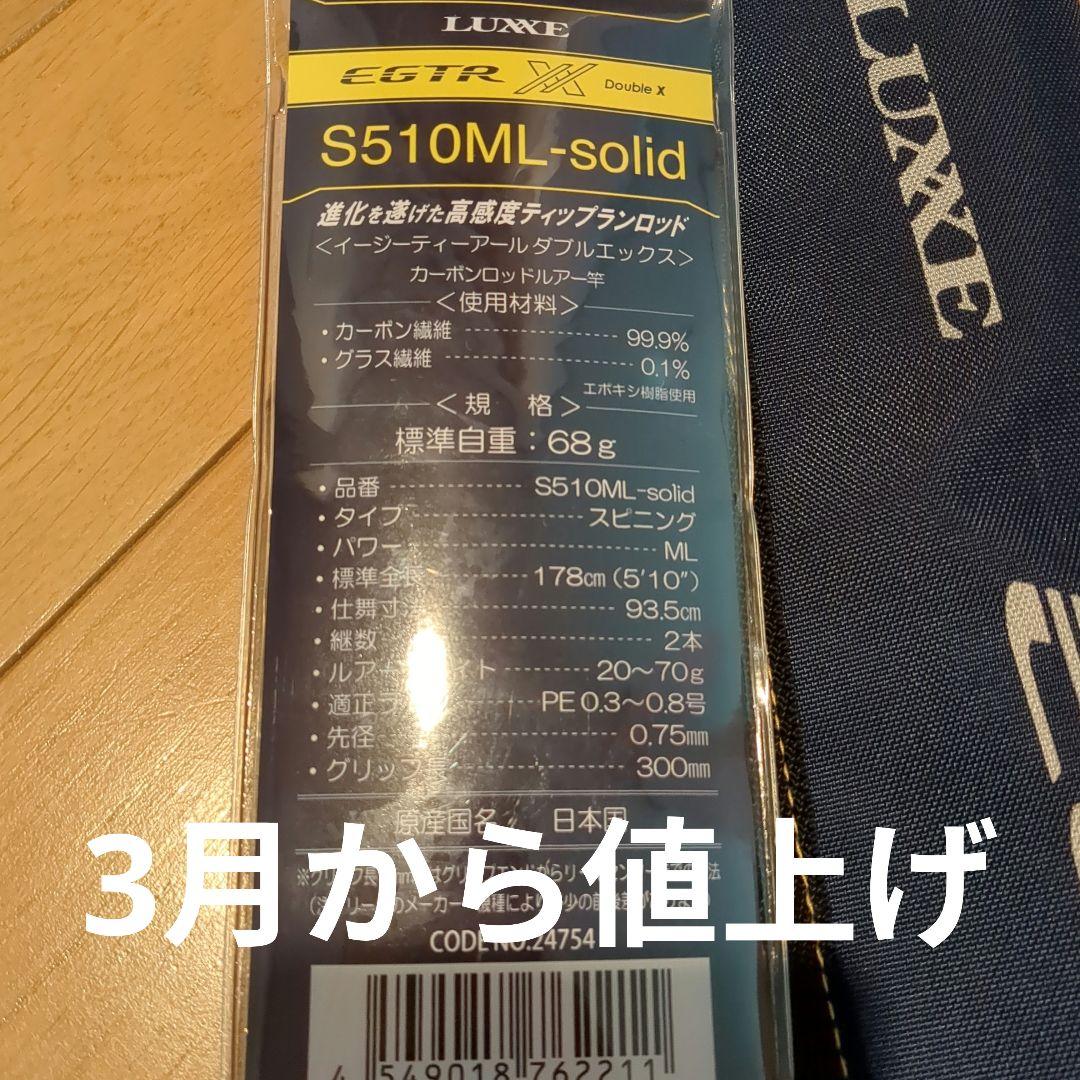 LUXXE
EGTR XX Double X
S510ML-solid
進化を遂げた高感度ティップランロッド
＜イージーティーアール ダブルエックス＞
カーボンロッドルアー竿
＜使用材料＞
・カーボン繊維 99.9%
・グラス繊維 0.1%
エポキシ樹脂使用
＜規 格＞
標準自重：68g
・品番 S510ML-solid
・タイプ スピニング
・パワー ML
・標準全長 178cm (5'10")
・仕舞寸 93.5cm
・継数 2本
・ルアー イト 20～70g
・適正ラ PE 0.3～0.8号
・先径 0.75mm
・グリップ長 300mm
原産国名 日本国
3月から値上げ
CODE NO.24754
4 549018 762211
LUXXE